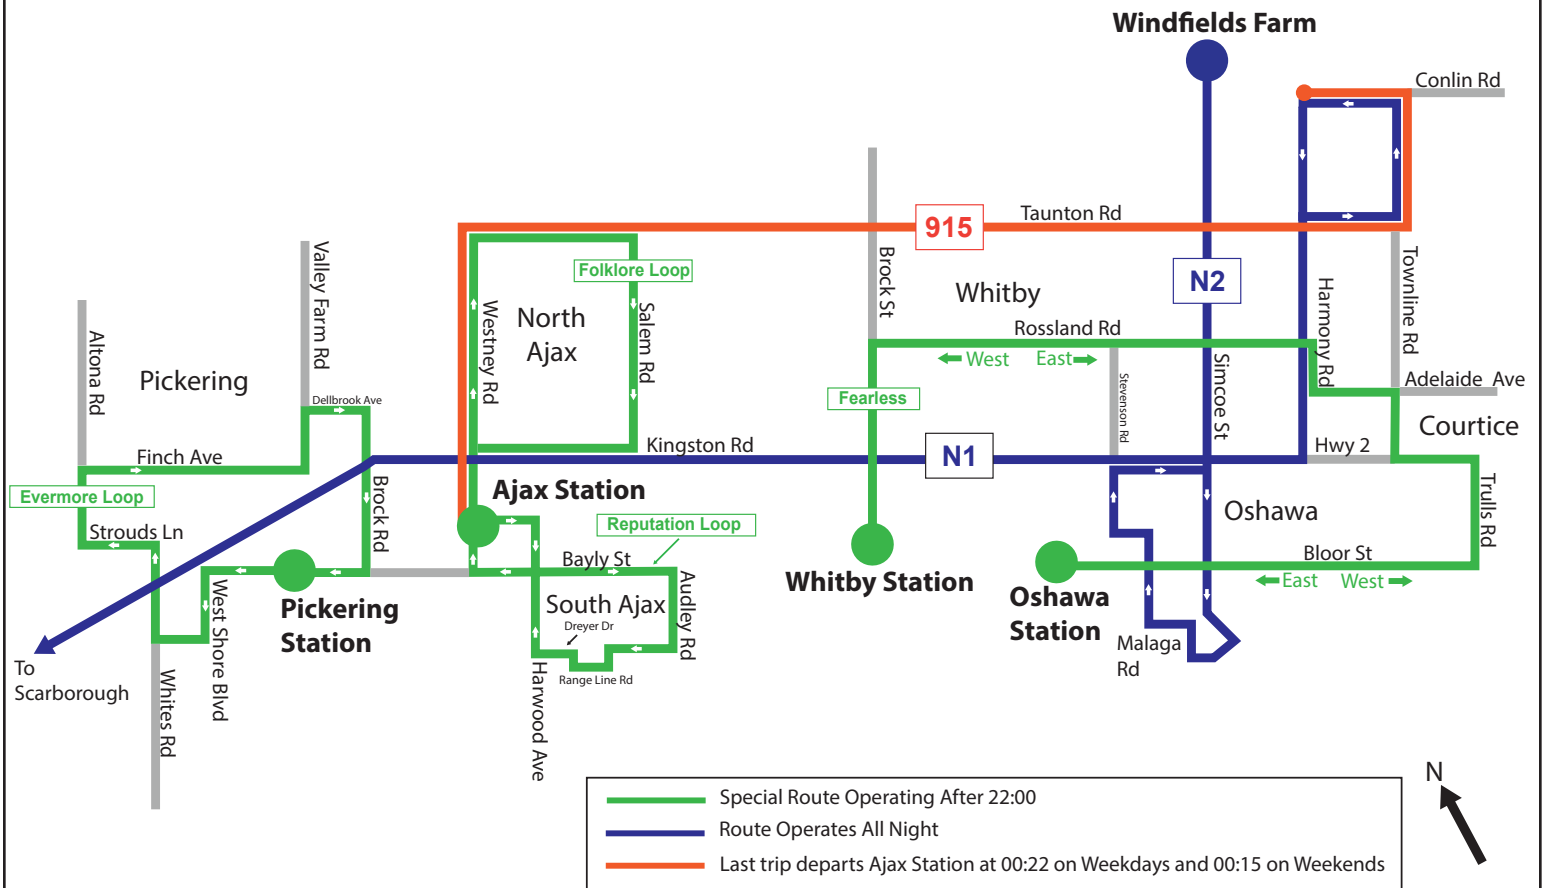 Windfields Farm
Conlin Rd
Taunton Rd
915
Brock St
Folklore Loop
Valley Farm Rd
N2
Whitby
Townline Rd
Harmony Rd
Westney Rd
North
Ajax
Salem Rd
Rossland Rd
West
East
Altona Rd
Pickering
Simcoe St
Stevenson Rd
Adelaide Ave
Dellbrook Ave
Fearless
Courtice
Finch Ave
Kingston Rd
N1
Hwy 2
Evermore Loop
Brock Rd
Ajax Station
Trulls Rd
Strouds Ln
Reputation Loop
Oshawa
Bayly St
Bloor St
Whitby Station
East
West
Pickering
Station
West Shore Blvd
South Ajax
Audley Rd
Oshawa
Station
Dreyer Dr
Malaga
Rd
To
Scarborough
Whites Rd
Harwood Ave
Range Line Rd
N
Special Route Operating After 22:00
Route Operates All Night
Last trip departs Ajax Station at 00:22 on Weekdays and 00:15 on Weekends